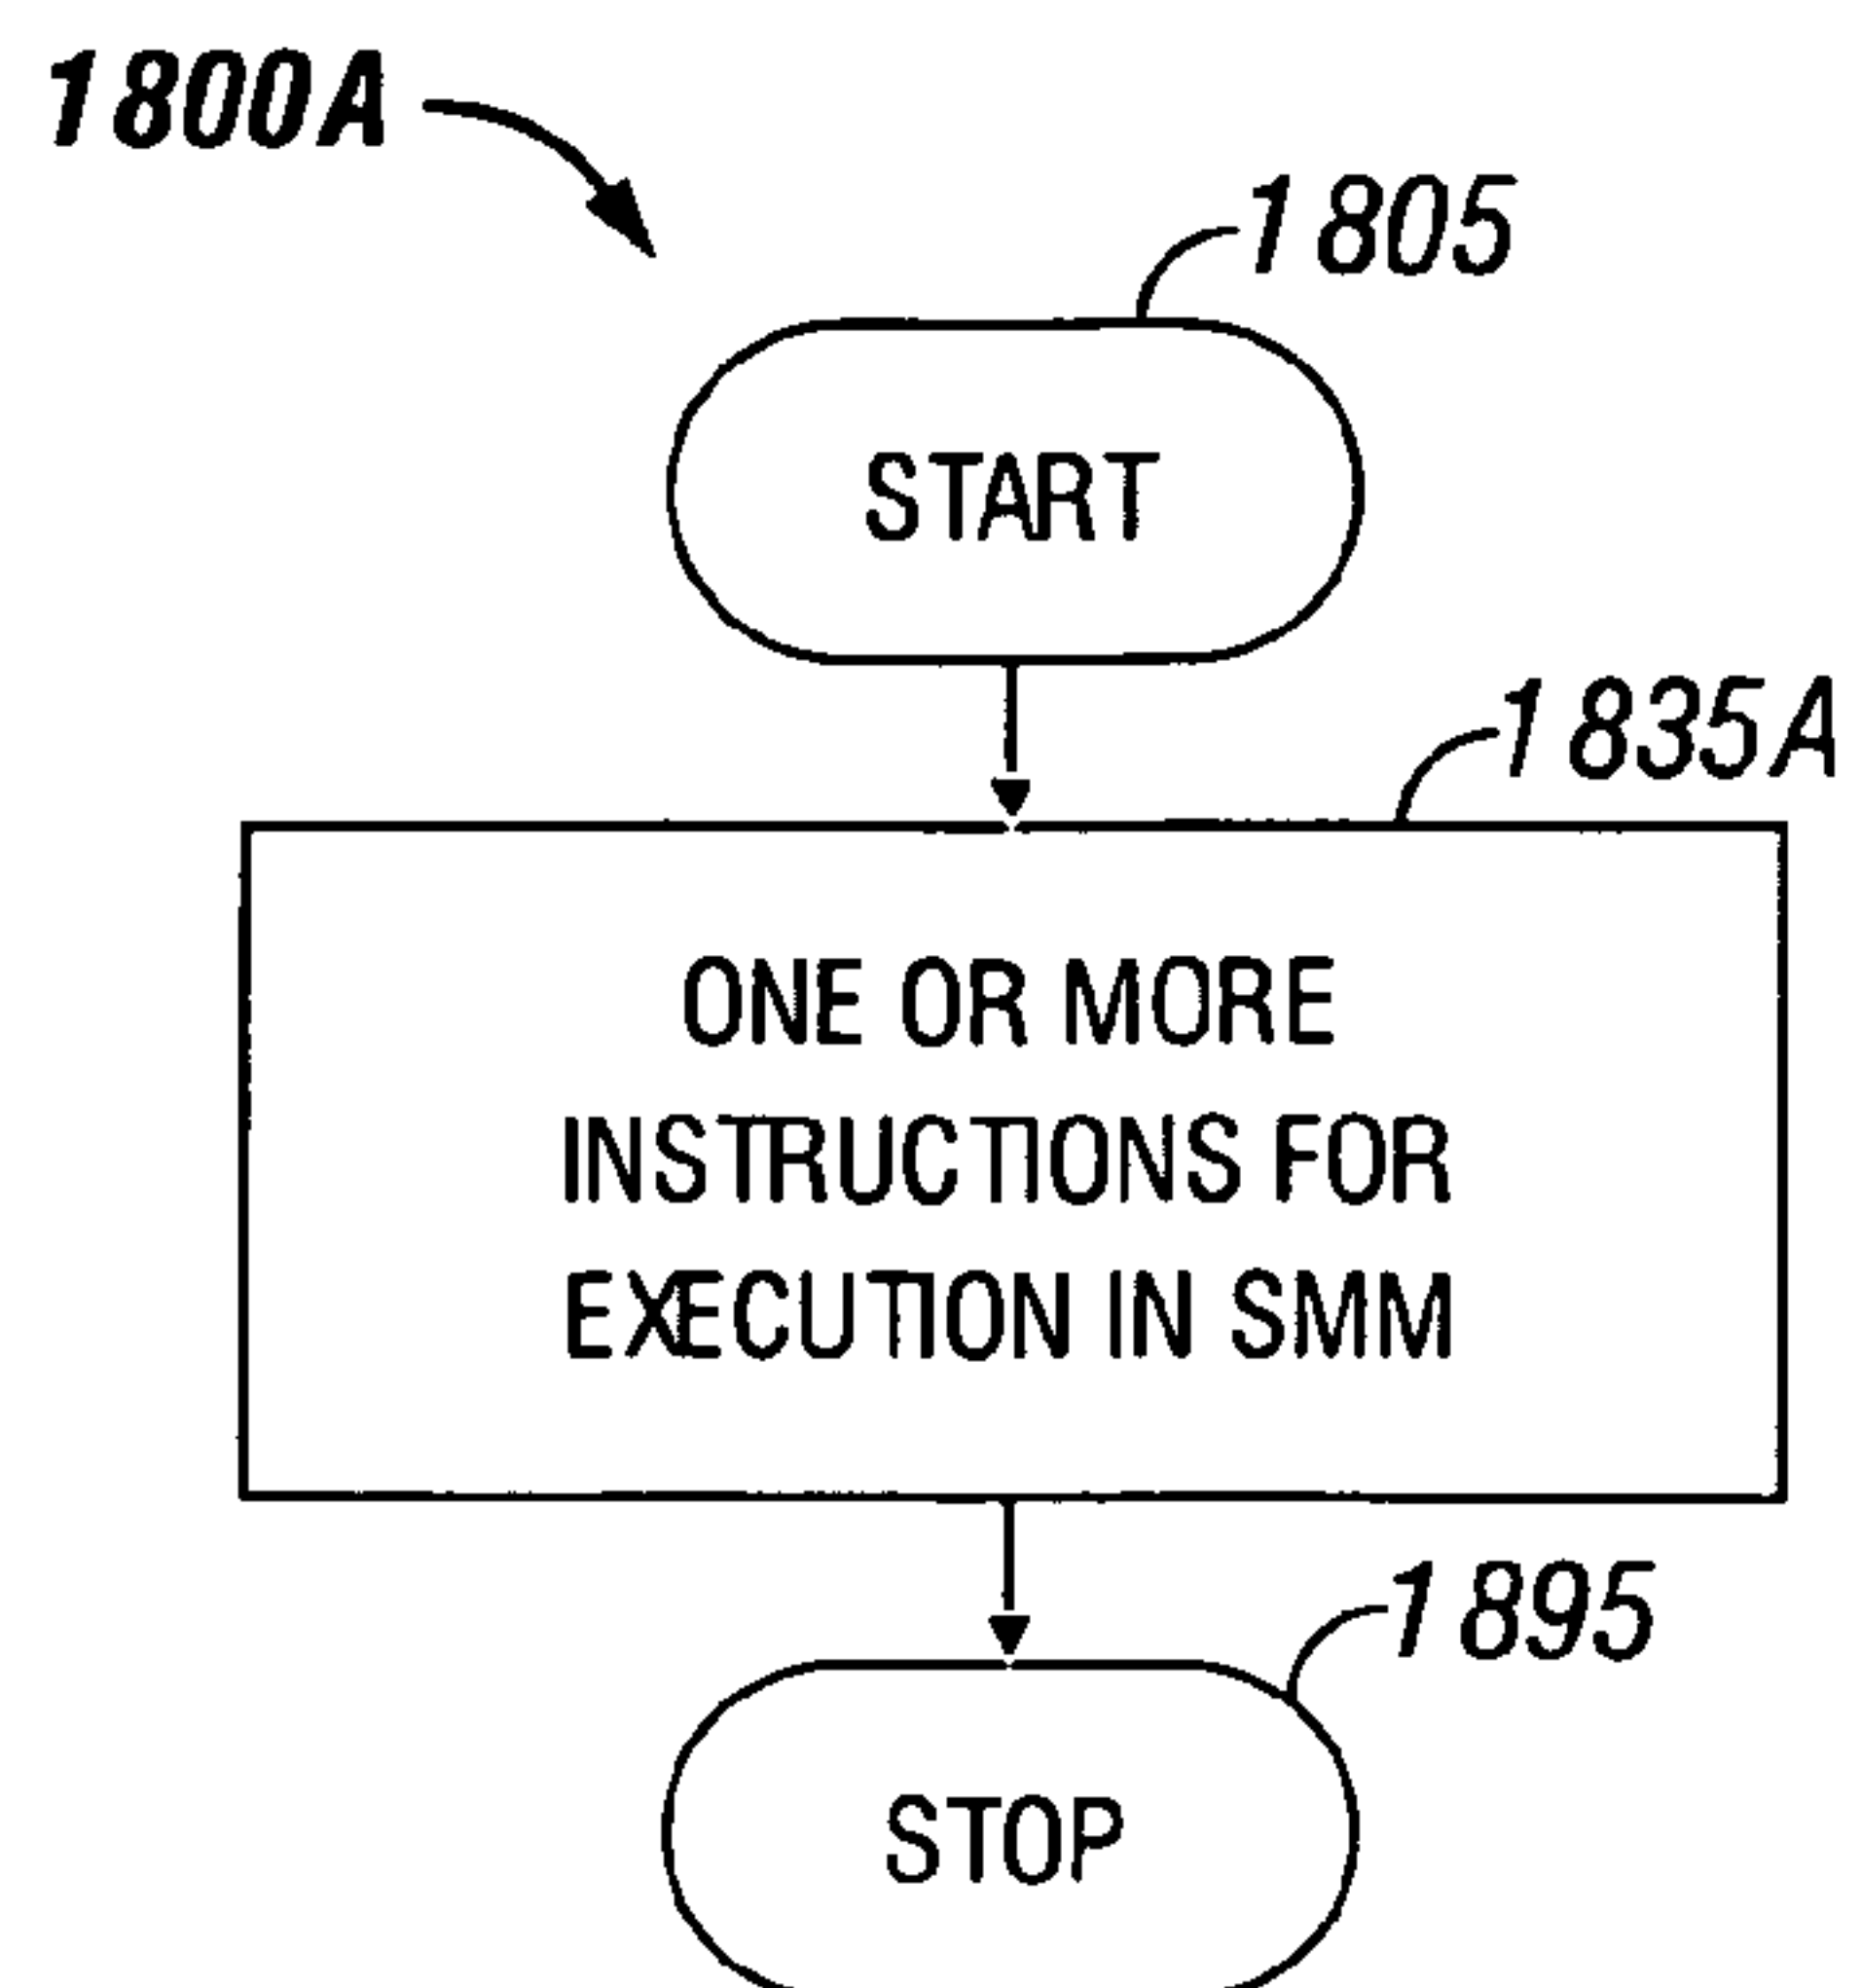 1800A
1805
START
1835A
ONE OR MORE
INSTRUCTIONS FOR
EXECUTION IN SMM
1895
STOP